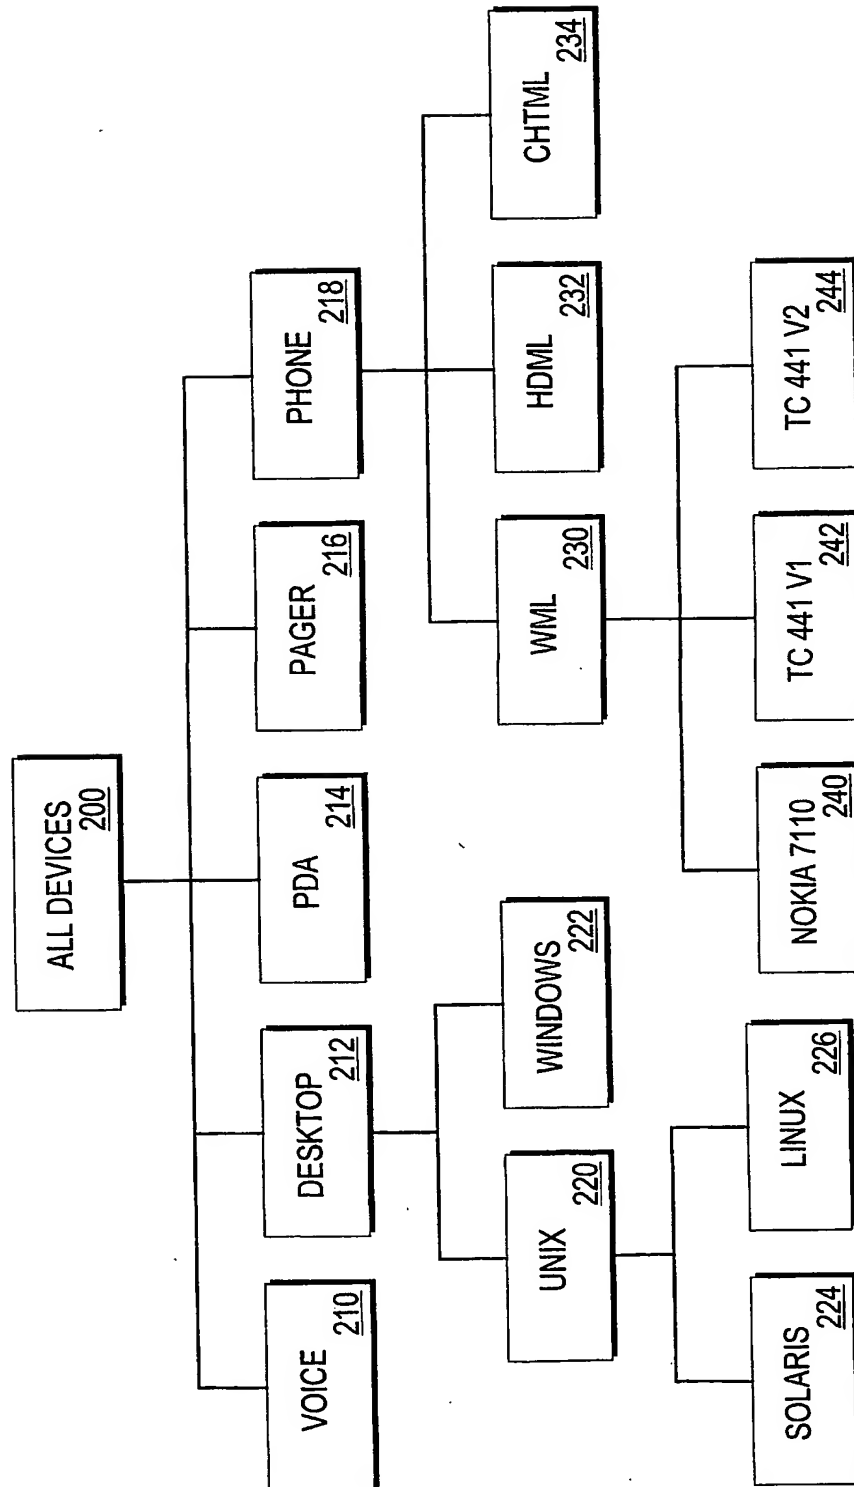 ALL DEVICES
200
VOICE
210
DESKTOP
212
PDA
214
PAGER
216
PHONE
218
UNIX
220
WINDOWS
222
WML
230
HDML
232
CHTML
234
SOLARIS
224
LINUX
226
NOKIA 7110
240
TC 441 V1
242
TC 441 V2
244